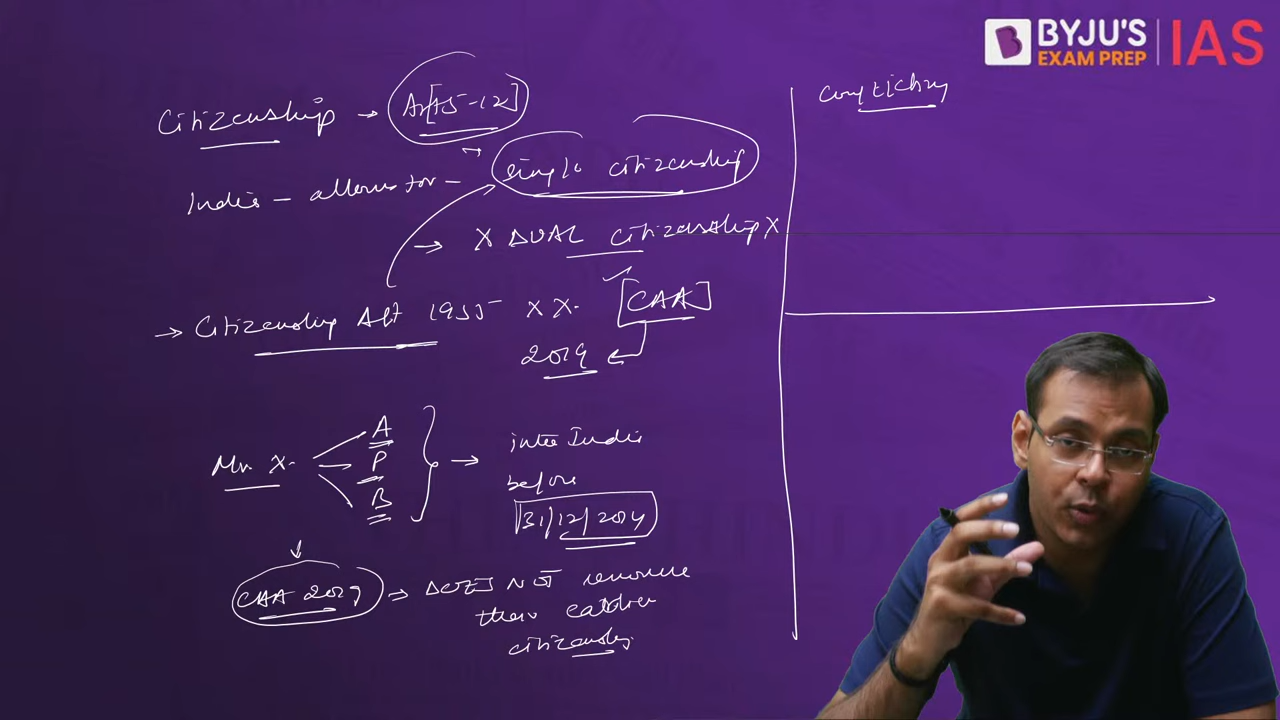 BYJU'S
EXAM PREP
IAS
Citizenship → Art[5-12]
India - allows for - single citizenship
→ X DUAL citizenship X
→ Citizenship Act 1955 X X. [CAA]
2019
Mr X. A
P
B
→ into India
before
31/12/2014
CAA 2019 ⇒ DOES NOT renounce
their earlier
citizenship